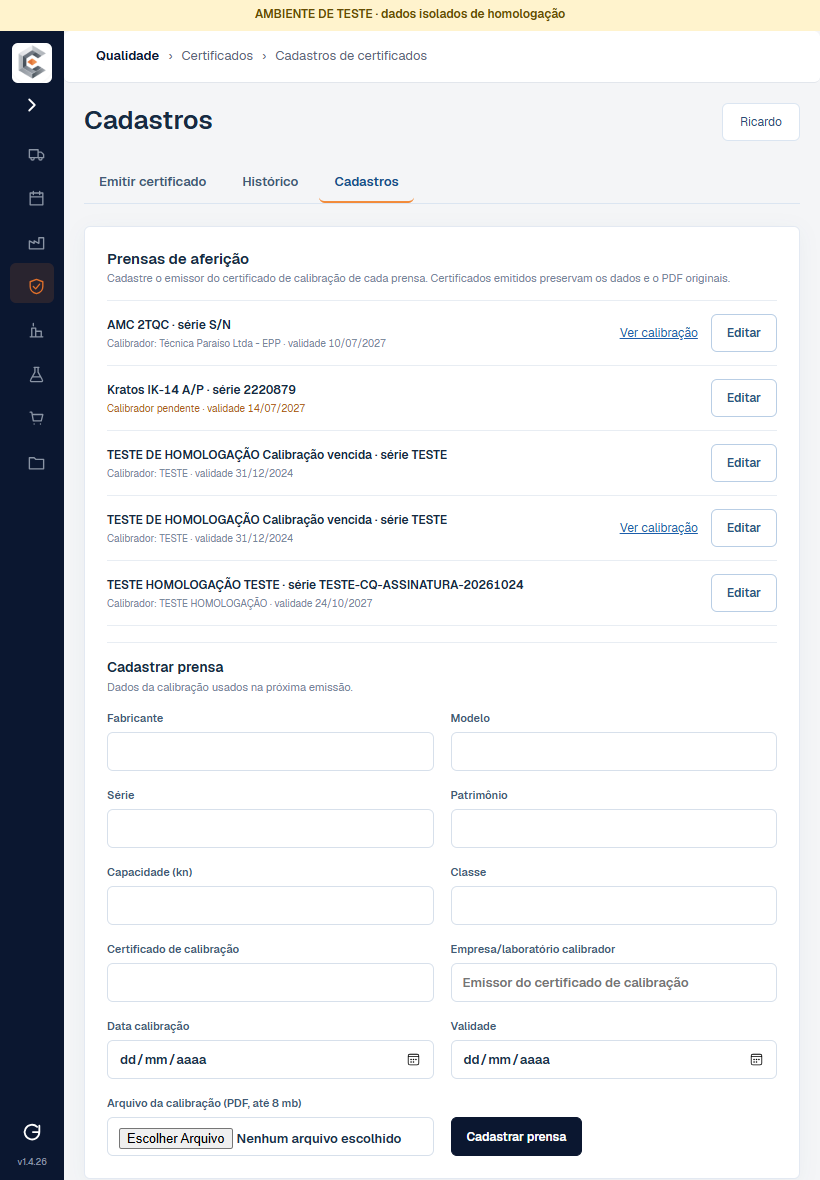 AMBIENTE DE TESTE · dados isolados de homologação
Qualidade › Certificados › Cadastros de certificados
Cadastros
Ricardo
Emitir certificado
Histórico
Cadastros
Prensas de aferição
Cadastre o emissor do certificado de calibração de cada prensa. Certificados emitidos preservam os dados e o PDF originais.
AMC 2TQC · série S/N
Calibrador: Técnica Paraiso Ltda - EPP · validade 10/07/2027
Ver calibração
Editar
Kratos IK-14 A/P · série 2220879
Calibrador pendente · validade 14/07/2027
Editar
TESTE DE HOMOLOGAÇÃO Calibração vencida · série TESTE
Calibrador: TESTE · validade 31/12/2024
Editar
TESTE DE HOMOLOGAÇÃO Calibração vencida · série TESTE
Calibrador: TESTE · validade 31/12/2024
Ver calibração
Editar
TESTE HOMOLOGAÇÃO TESTE · série TESTE-CQ-ASSINATURA-20261024
Calibrador: TESTE HOMOLOGAÇÃO · validade 24/10/2027
Editar
Cadastrar prensa
Dados da calibração usados na próxima emissão.
Fabricante
Modelo
Série
Patrimônio
Capacidade (kn)
Classe
Certificado de calibração
Empresa/laboratório calibrador
Emissor do certificado de calibração
Data calibração
Validade
dd/mm/aaaa
dd/mm/aaaa
Arquivo da calibração (PDF, até 8 mb)
Escolher Arquivo Nenhum arquivo escolhido
Cadastrar prensa
v1.4.26